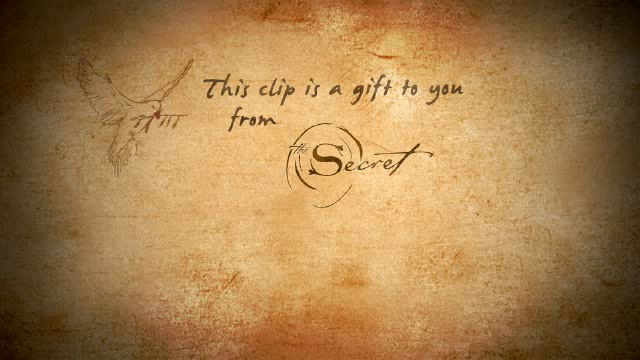 This clip is a gift to you
from
the Secret